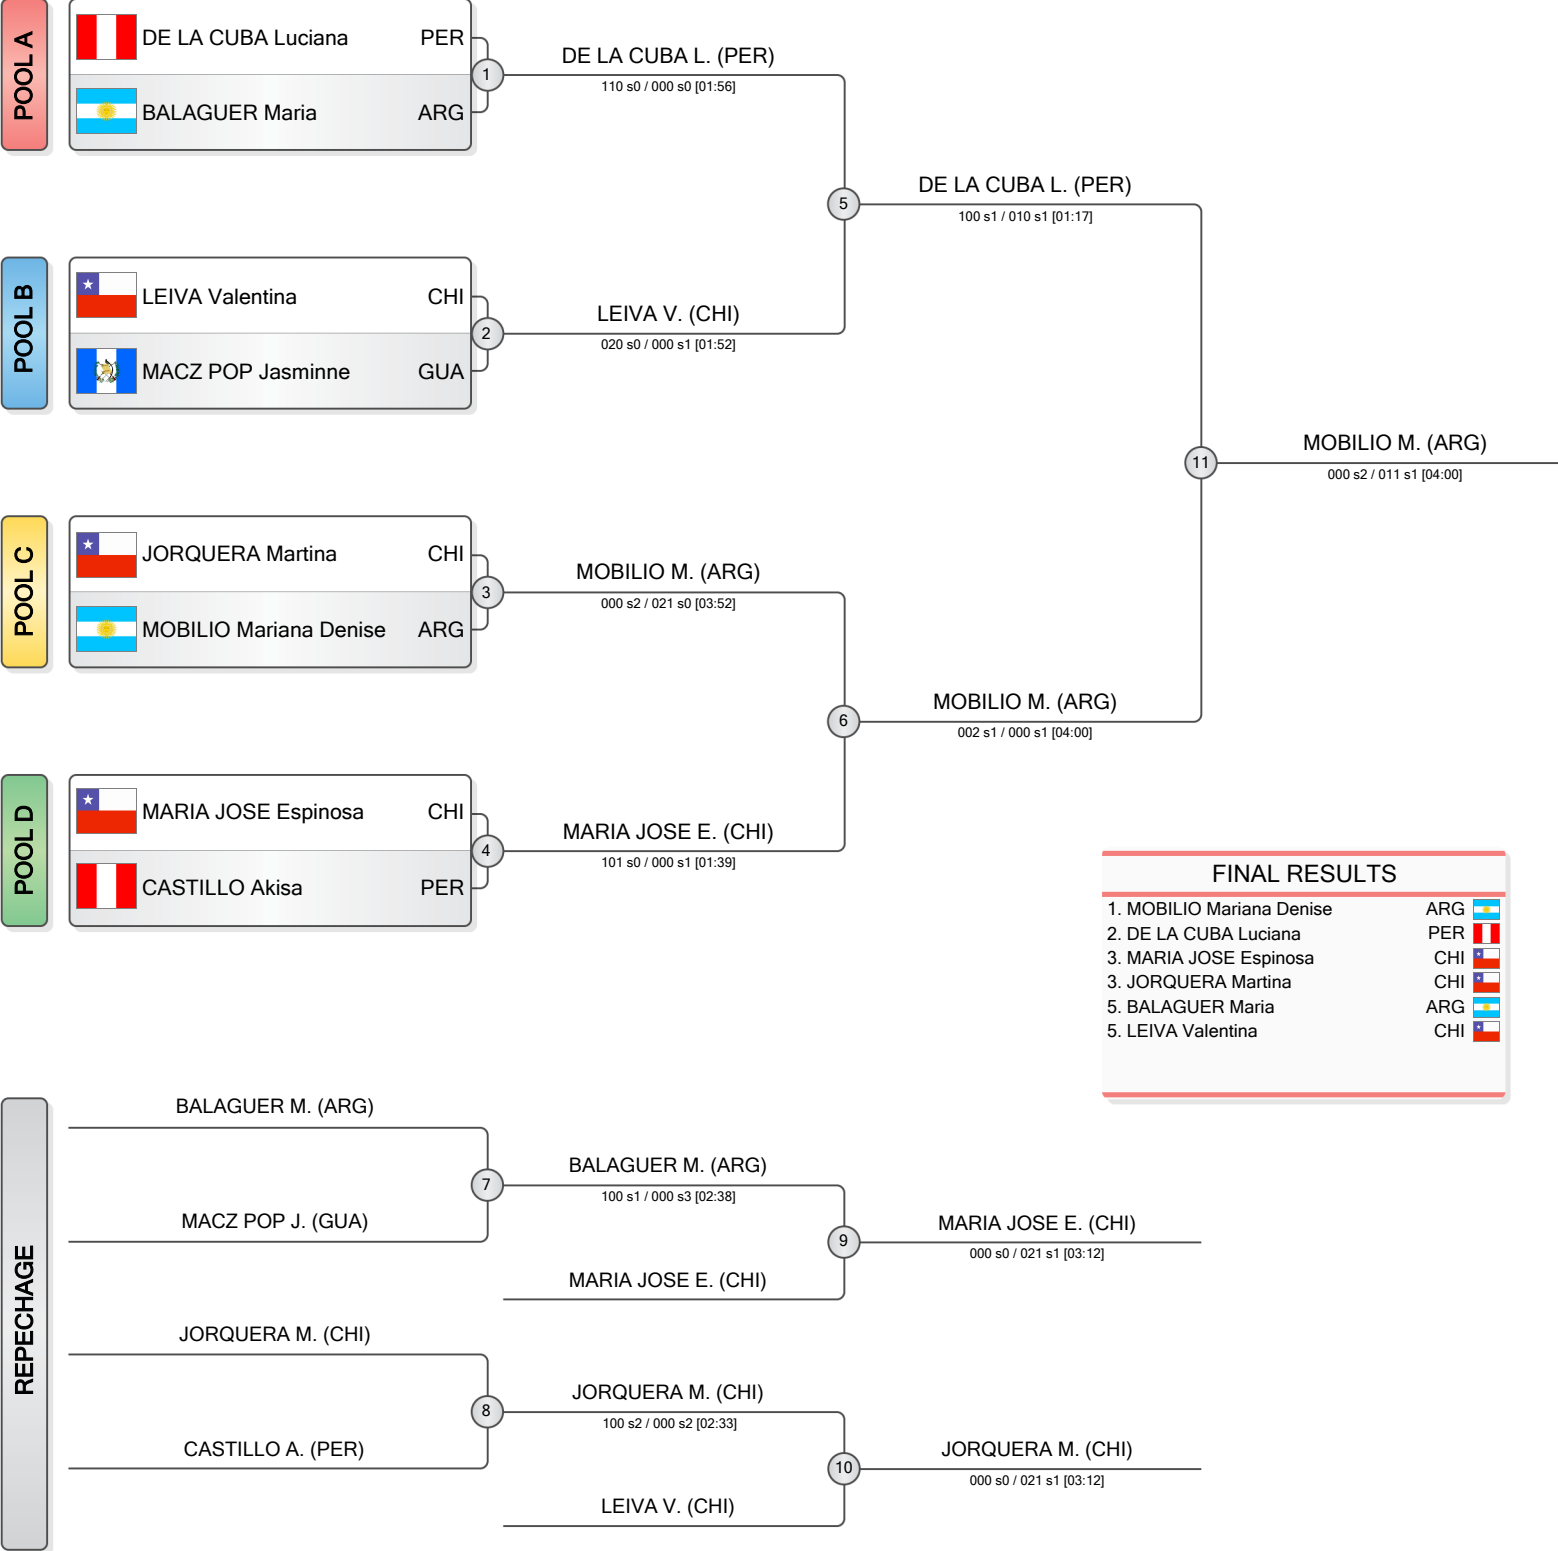 POOL A
DE LA CUBA Luciana PER
BALAGUER Maria ARG
1
DE LA CUBA L. (PER)
110 s0 / 000 s0 [01:56]
5
DE LA CUBA L. (PER)
100 s1 / 010 s1 [01:17]
POOL B
LEIVA Valentina CHI
MACZ POP Jasminne GUA
2
LEIVA V. (CHI)
020 s0 / 000 s1 [01:52]
11
MOBILIO M. (ARG)
000 s2 / 011 s1 [04:00]
POOL C
JORQUERA Martina CHI
MOBILIO Mariana Denise ARG
3
MOBILIO M. (ARG)
000 s2 / 021 s0 [03:52]
6
MOBILIO M. (ARG)
002 s1 / 000 s1 [04:00]
POOL D
MARIA JOSE Espinosa CHI
CASTILLO Akisa PER
4
MARIA JOSE E. (CHI)
101 s0 / 000 s1 [01:39]
FINAL RESULTS
1. MOBILIO Mariana Denise ARG
2. DE LA CUBA Luciana PER
3. MARIA JOSE Espinosa CHI
3. JORQUERA Martina CHI
5. BALAGUER Maria ARG
5. LEIVA Valentina CHI
REPECHAGE
BALAGUER M. (ARG)
MACZ POP J. (GUA)
7
BALAGUER M. (ARG)
100 s1 / 000 s3 [02:38]
MARIA JOSE E. (CHI)
9
MARIA JOSE E. (CHI)
000 s0 / 021 s1 [03:12]
JORQUERA M. (CHI)
CASTILLO A. (PER)
8
JORQUERA M. (CHI)
100 s2 / 000 s2 [02:33]
LEIVA V. (CHI)
10
JORQUERA M. (CHI)
000 s0 / 021 s1 [03:12]